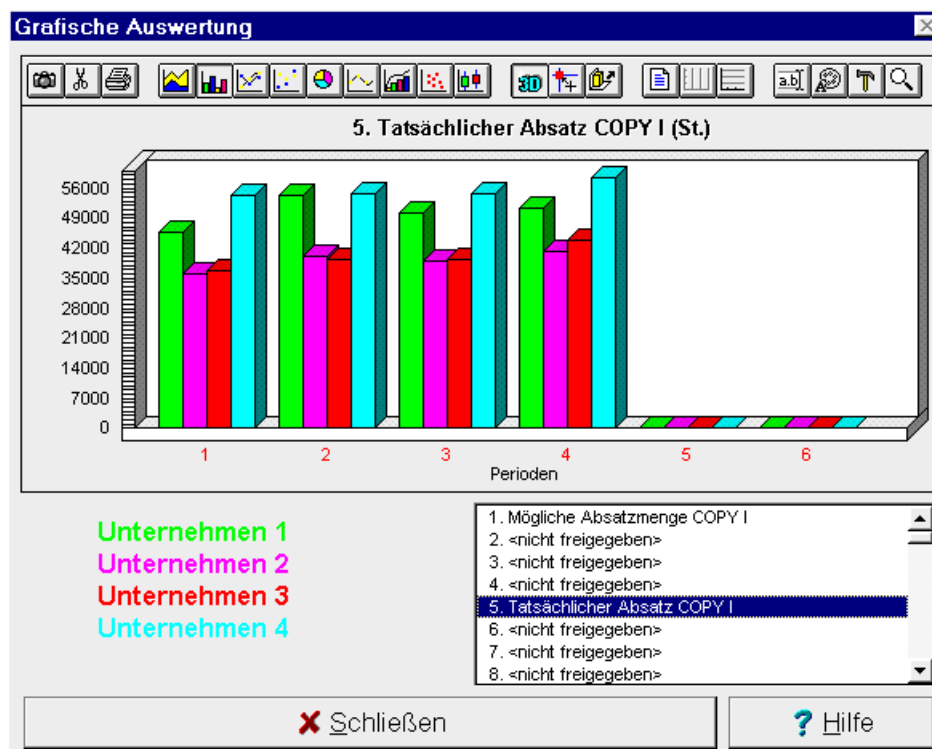 Grafische Auswertung
3D a.b
5. Tatsächlicher Absatz COPY I (St.)
56000
49000
42000
35000
28000
21000
14000
7000
0
1 2 3 4 5 6
Perioden
Unternehmen 1
Unternehmen 2
Unternehmen 3
Unternehmen 4
1. Mögliche Absatzmenge COPY I
2. <nicht freigegeben>
3. <nicht freigegeben>
4. <nicht freigegeben>
5. Tatsächlicher Absatz COPY I
6. <nicht freigegeben>
7. <nicht freigegeben>
8. <nicht freigegeben>
Schließen
? Hilfe